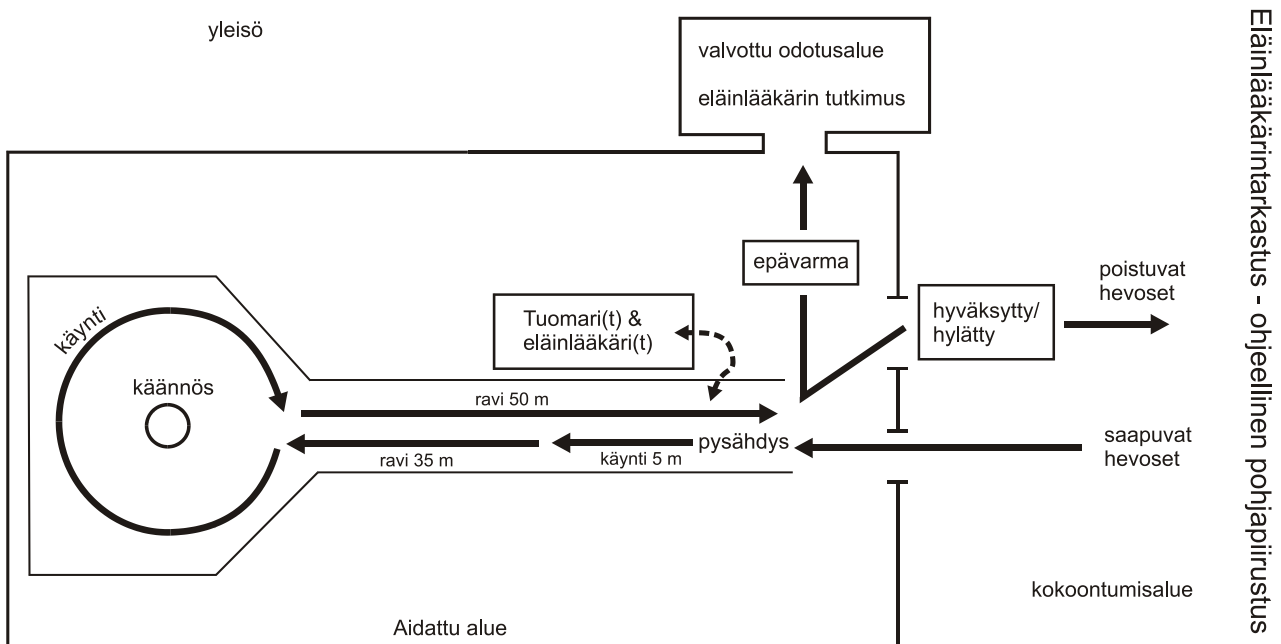 yleisö
valvottu odotusalue
eläinlääkärin tutkimus
epävarma
poistuvat
hevoset
hyväksytty/
hylätty
Tuomari(t) &
eläinlääkäri(t)
käynti
käännös
ravi 50 m
pysähdys
ravi 35 m
käynti 5 m
saapuvat
hevoset
kokoontumisalue
Aidattu alue
Eläinlääkärintarkastus - ohjeellinen pohjapiirustus